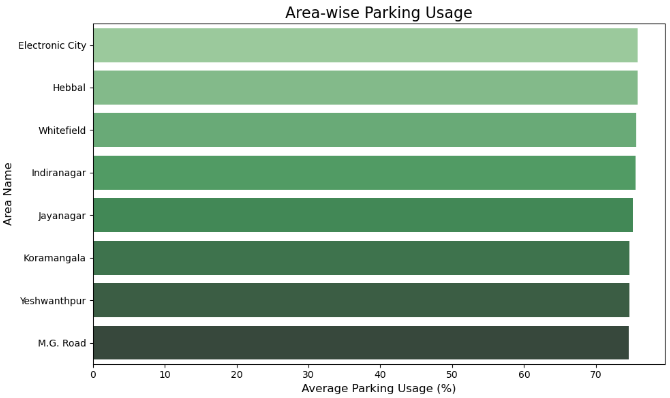 Area-wise Parking Usage
Area Name
Electronic City
Hebbal
Whitefield
Indiranagar
Jayanagar
Koramangala
Yeshwanthpur
M.G. Road
0 10 20 30 40 50 60 70
Average Parking Usage (%)